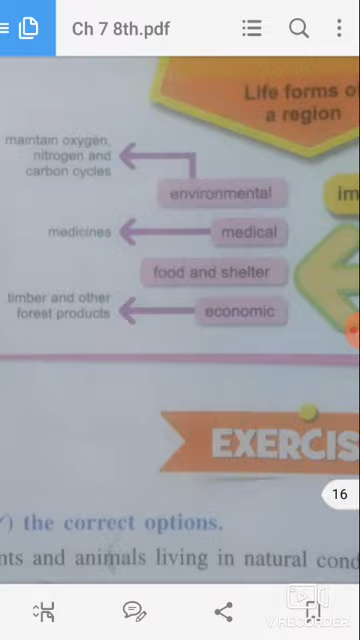 Ch 7 8th.pdf
Life forms of
a region
maintain oxygen,
nitrogen and
carbon cycles
environmental
im
medicines
medical
food and shelter
timber and other
forest products
economic
EXERCIS
16
) the correct options.
nts and animals living in natural cond
V RECORDER